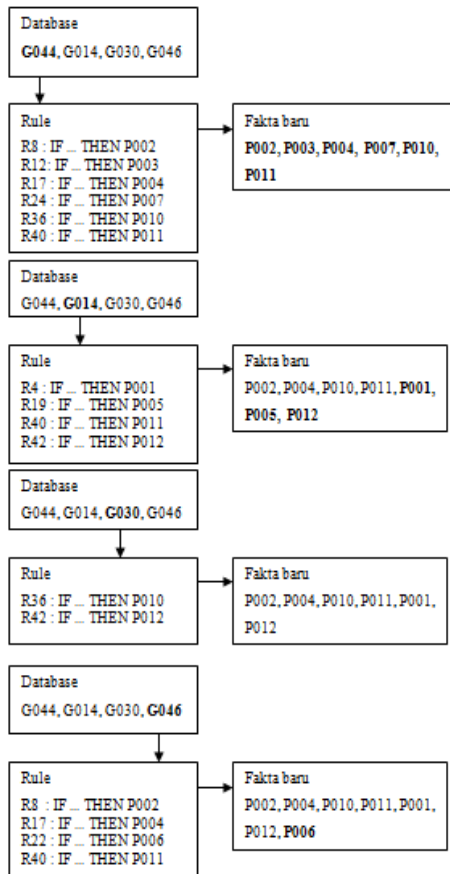 Database
G044, G014, G030, G046
Rule
R8 : IF ... THEN P002
R12: IF ... THEN P003
R17 : IF ... THEN P004
R24 : IF ... THEN P007
R36 : IF ... THEN P010
R40 : IF ... THEN P011
Fakta baru
P002, P003, P004, P007, P010,
P011
Database
G044, G014, G030, G046
Rule
R4 : IF ... THEN P001
R19 : IF ... THEN P005
R40 : IF ... THEN P011
R42 : IF ... THEN P012
Fakta baru
P002, P004, P010, P011, P001,
P005, P012
Database
G044, G014, G030, G046
Rule
R36 : IF ... THEN P010
R42 : IF ... THEN P012
Fakta baru
P002, P004, P010, P011, P001,
P012
Database
G044, G014, G030, G046
Rule
R8 : IF ... THEN P002
R17 : IF ... THEN P004
R22 : IF ... THEN P006
R40 : IF ... THEN P011
Fakta baru
P002, P004, P010, P011, P001,
P012, P006